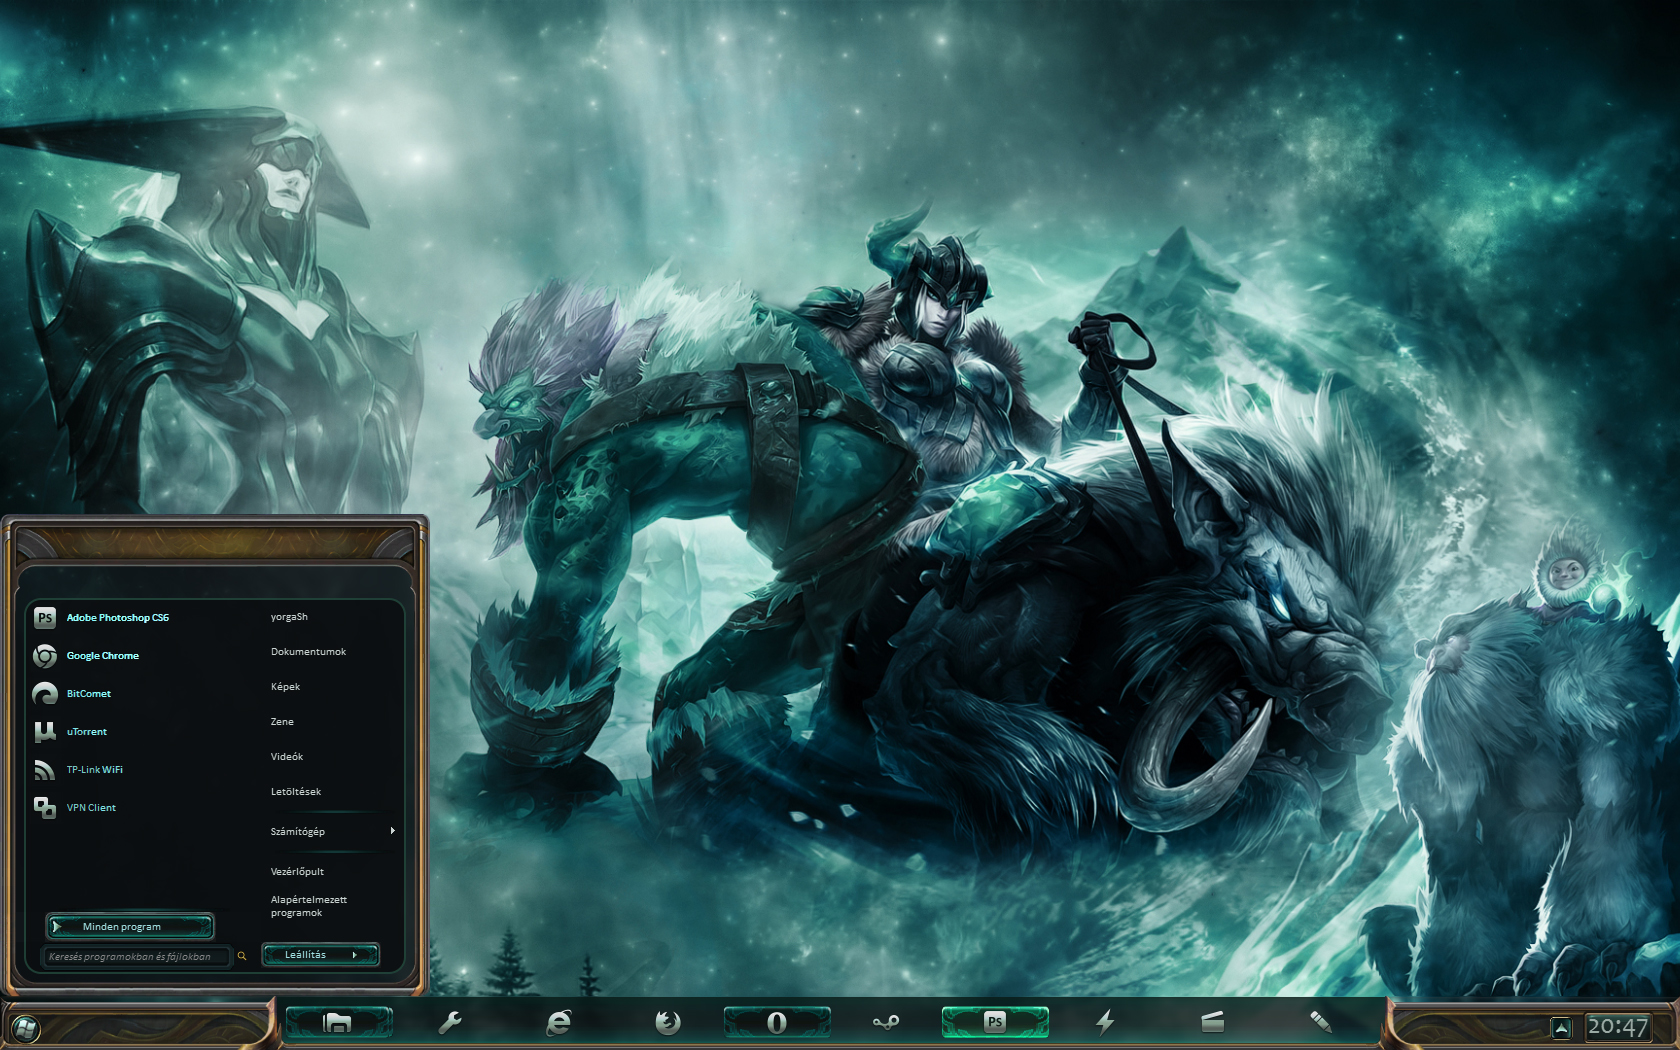 PS Adobe Photoshop CS6
Google Chrome
BitComet
µ uTorrent
TP-Link WiFi
VPN Client
Minden program
Keresés programokban és fájlokban
yorgaSh
Dokumentumok
Képek
Zene
Videók
Letöltések
Számítógép
Vezérlőpult
Alapértelmezett
programok
Leállítás
PS
20:47